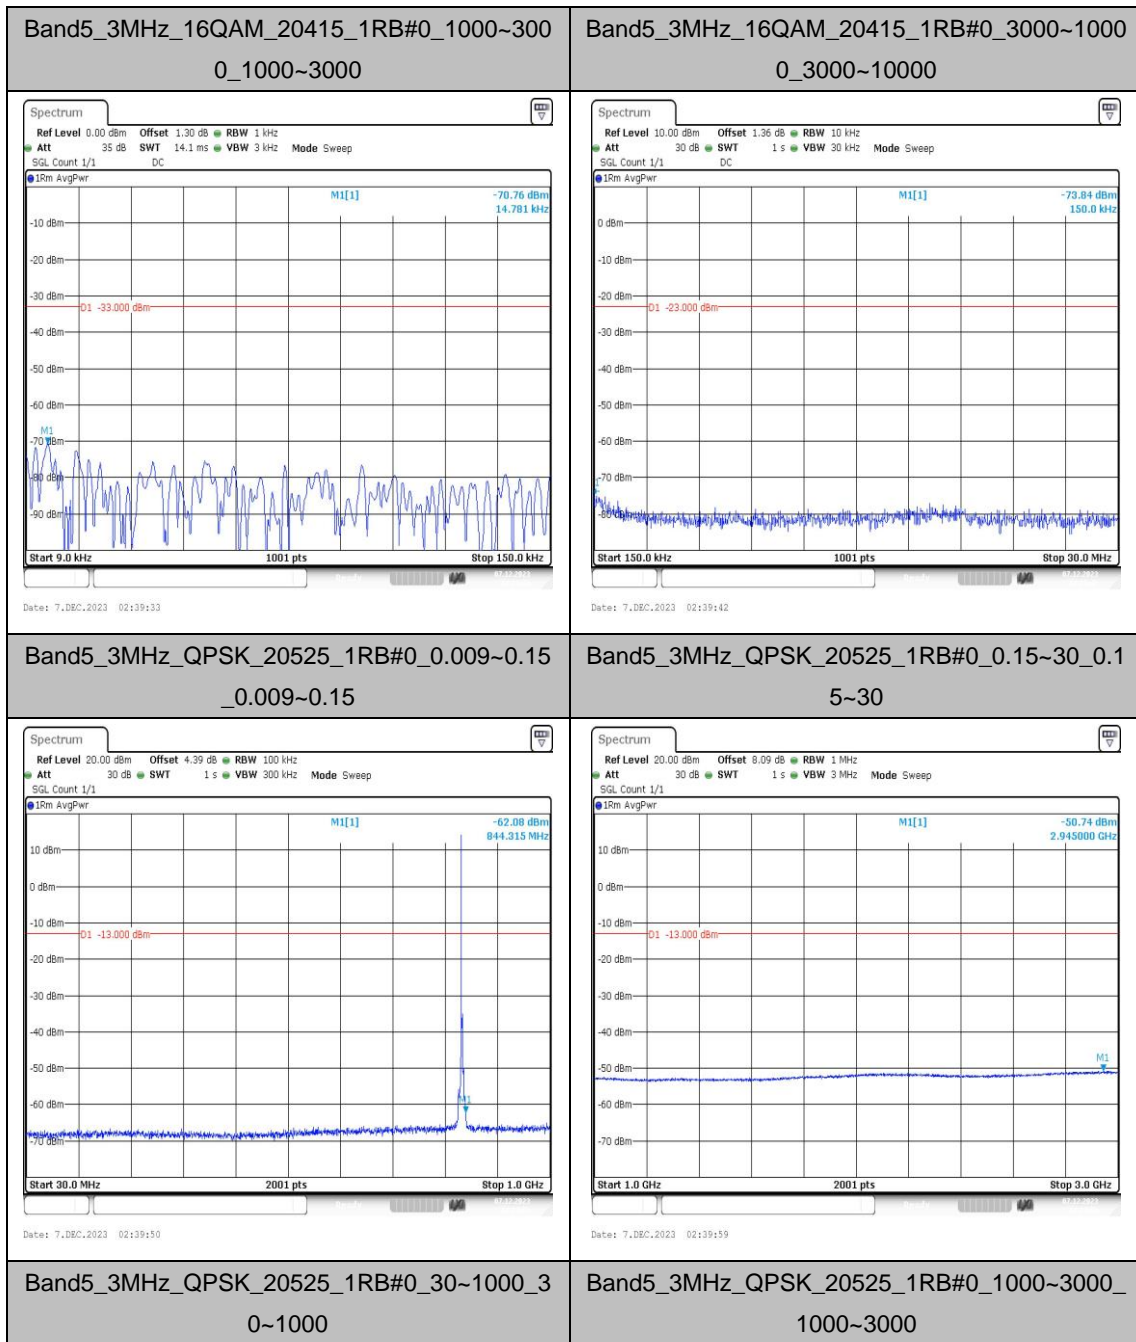 Band5_3MHz_16QAM_20415_1RB#0_1000~300
0_1000~3000
Band5_3MHz_16QAM_20415_1RB#0_3000~1000
0_3000~10000
Spectrum
Ref Level 0.00 dBm Offset 1.30 dB RBW 1 kHz
Att 35 dB SWT 14.1 ms VBW 3 kHz Mode Sweep
SGL Count 1/1 DC
1Rm AvgPwr
M1[1] -70.76 dBm
14.781 kHz
-10 dBm
-20 dBm
-30 dBm
D1 -33.000 dBm
-40 dBm
-50 dBm
-60 dBm
M1
-70 dBm
-80 dBm
-90 dBm
Start 9.0 kHz 1001 pts Stop 150.0 kHz
Date: 7.DEC.2023 02:39:33
Spectrum
Ref Level 10.00 dBm Offset 1.36 dB RBW 10 kHz
Att 30 dB SWT 1 s VBW 30 kHz Mode Sweep
SGL Count 1/1 DC
1Rm AvgPwr
M1[1] -73.84 dBm
150.0 kHz
0 dBm
-10 dBm
-20 dBm
D1 -23.000 dBm
-30 dBm
-40 dBm
-50 dBm
-60 dBm
-70 dBm
-80 dBm
Start 150.0 kHz 1001 pts Stop 30.0 MHz
Date: 7.DEC.2023 02:39:42
Band5_3MHz_QPSK_20525_1RB#0_0.009~0.15
_0.009~0.15
Band5_3MHz_QPSK_20525_1RB#0_0.15~30_0.1
5~30
Spectrum
Ref Level 20.00 dBm Offset 4.39 dB RBW 100 kHz
Att 30 dB SWT 1 s VBW 300 kHz Mode Sweep
SGL Count 1/1
1Rm AvgPwr
M1[1] -62.08 dBm
844.315 MHz
10 dBm
0 dBm
-10 dBm
D1 -13.000 dBm
-20 dBm
-30 dBm
-40 dBm
-50 dBm
-60 dBm
M1
-70 dBm
Start 30.0 MHz 2001 pts Stop 1.0 GHz
Date: 7.DEC.2023 02:39:50
Spectrum
Ref Level 20.00 dBm Offset 8.09 dB RBW 1 MHz
Att 30 dB SWT 1 s VBW 3 MHz Mode Sweep
SGL Count 1/1
1Rm AvgPwr
M1[1] -50.74 dBm
2.945000 GHz
10 dBm
0 dBm
-10 dBm
D1 -13.000 dBm
-20 dBm
-30 dBm
-40 dBm
-50 dBm
M1
-60 dBm
-70 dBm
Start 1.0 GHz 2001 pts Stop 3.0 GHz
Date: 7.DEC.2023 02:39:59
Band5_3MHz_QPSK_20525_1RB#0_30~1000_3
0~1000
Band5_3MHz_QPSK_20525_1RB#0_1000~3000_
1000~3000